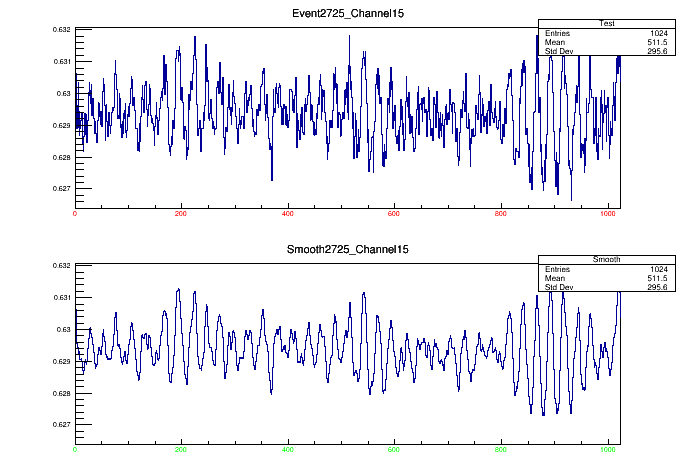 Event2725_Channel15
Test
Entries 1024
Mean 511.5
Std Dev 295.6
0.632
0.631
0.63
0.629
0.628
0.627
0 200 400 600 800 1000
Smooth2725_Channel15
Smooth
Entries 1024
Mean 511.5
Std Dev 295.6
0.632
0.631
0.63
0.629
0.628
0.627
0 200 400 600 800 1000